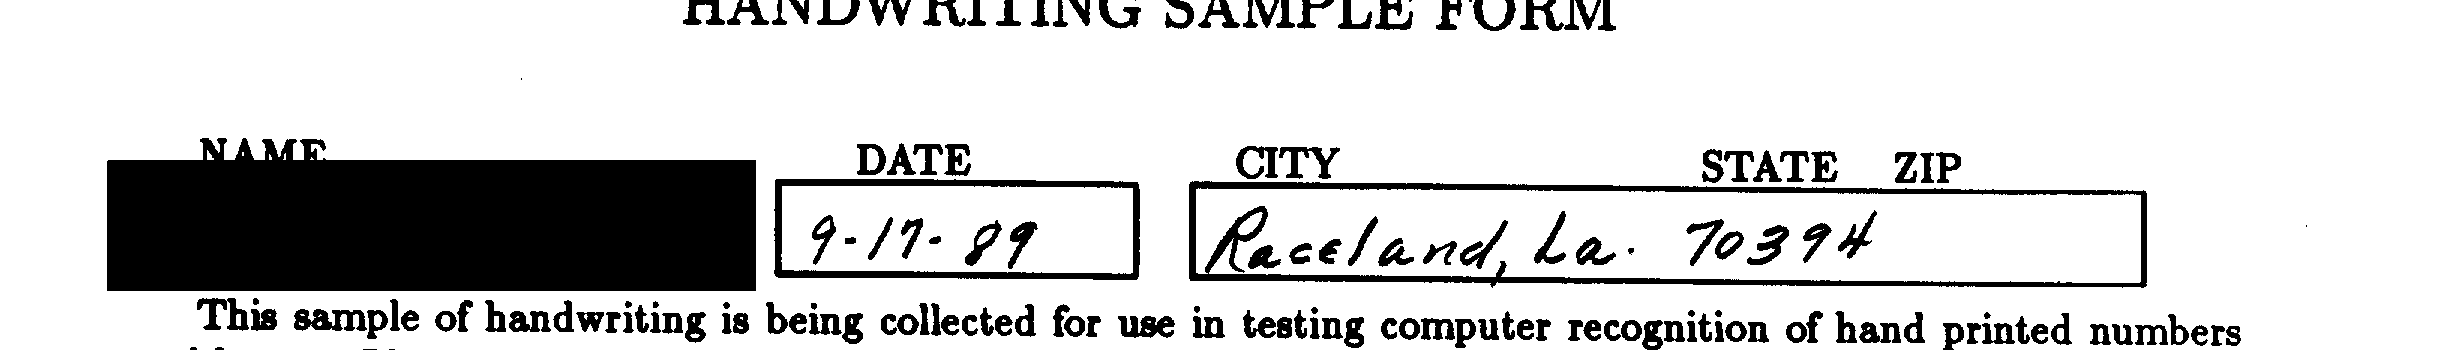 HANDWRITING SAMPLE FORM
NAME DATE CITY STATE ZIP
9-17-89 Raceland, La. 70394
This sample of handwriting is being collected for use in testing computer recognition of hand printed numbers